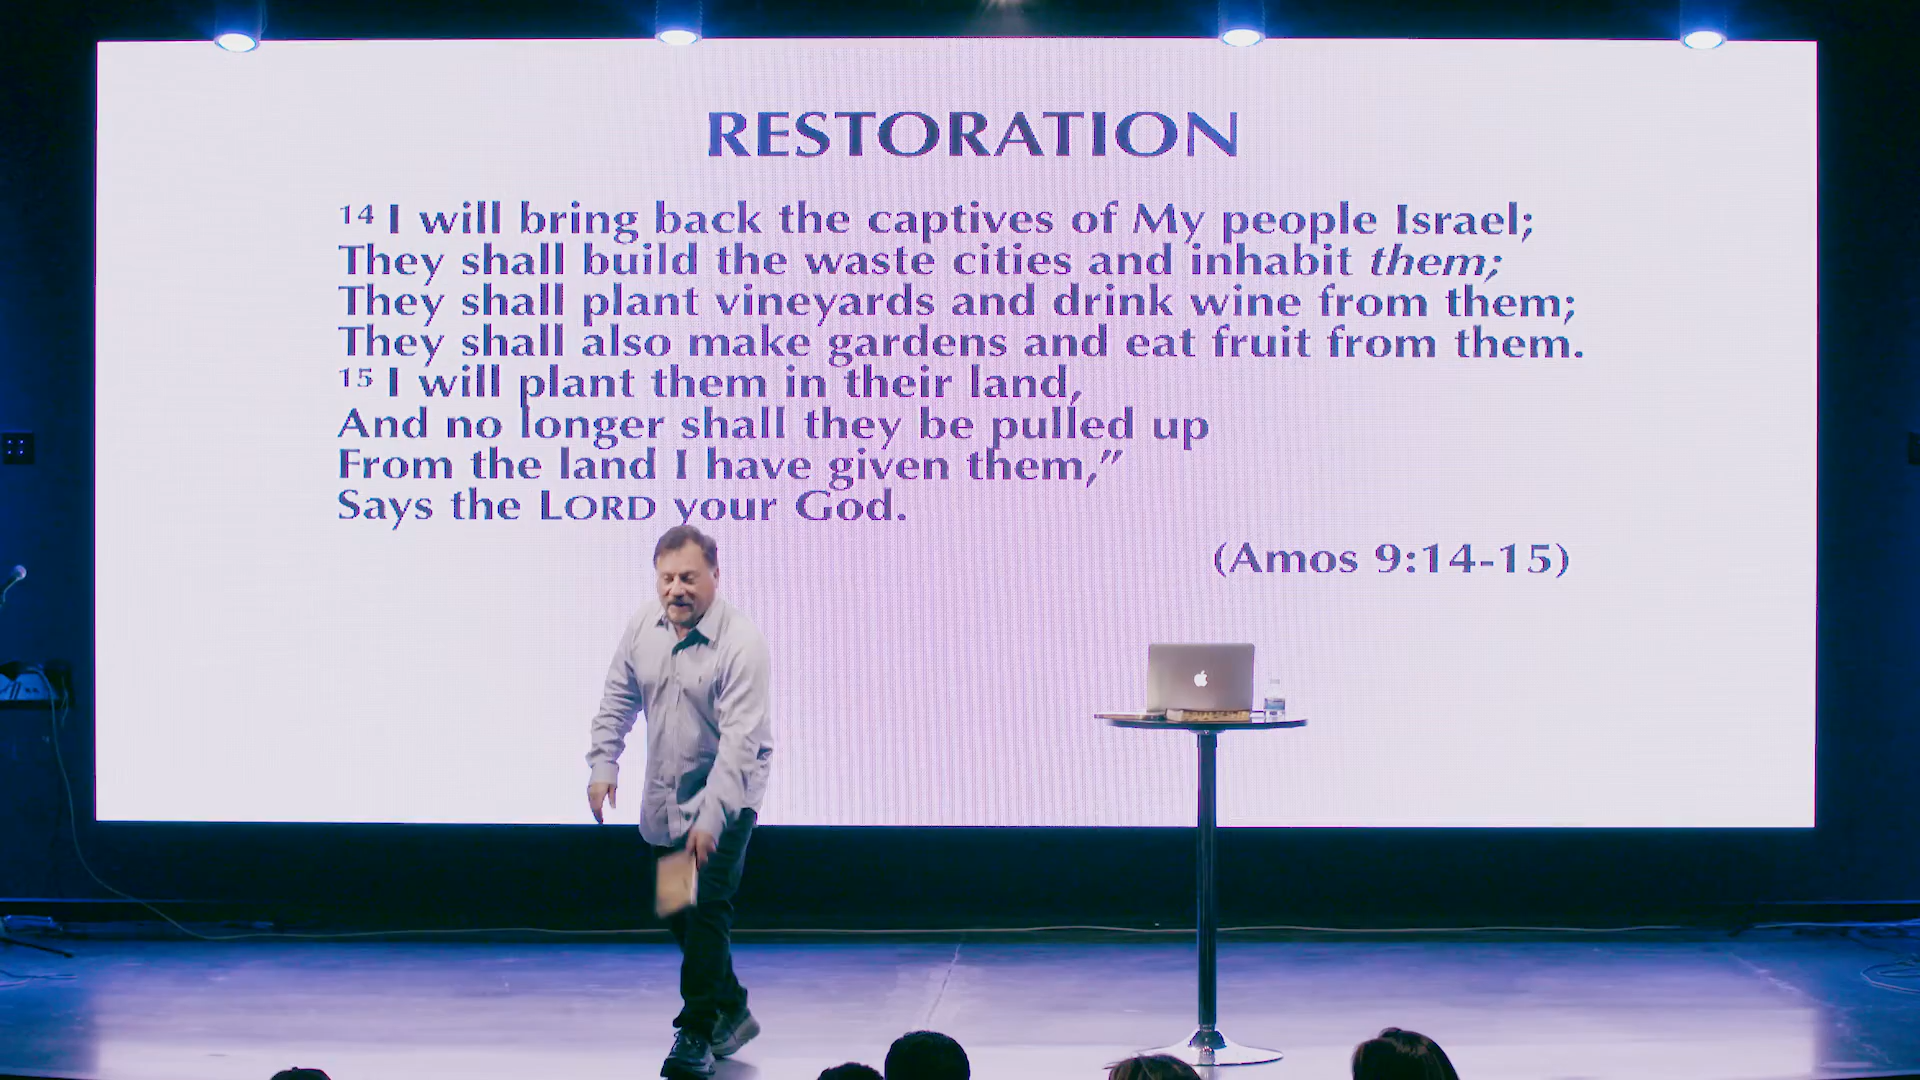 RESTORATION
14 I will bring back the captives of My people Israel;
They shall build the waste cities and inhabit them;
They shall plant vineyards and drink wine from them;
They shall also make gardens and eat fruit from them.
15 I will plant them in their land,
And no longer shall they be pulled up
From the land I have given them,”
Says the LORD your God.
(Amos 9:14-15)